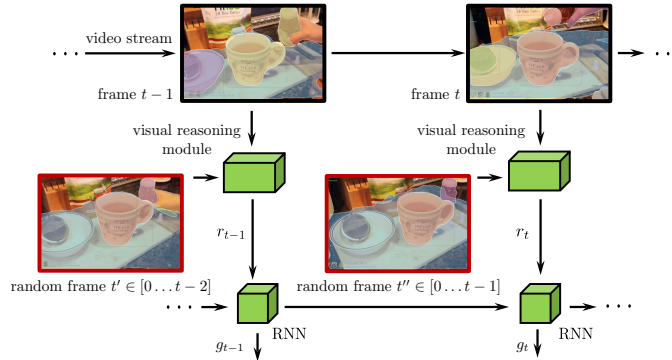 video stream
frame t − 1
frame t
visual reasoning
module
visual reasoning
module
r_{t−1}
r_t
random frame t′ ∈ [0 … t − 2]
random frame t″ ∈ [0 … t − 1]
RNN
RNN
g_{t−1}
g_t